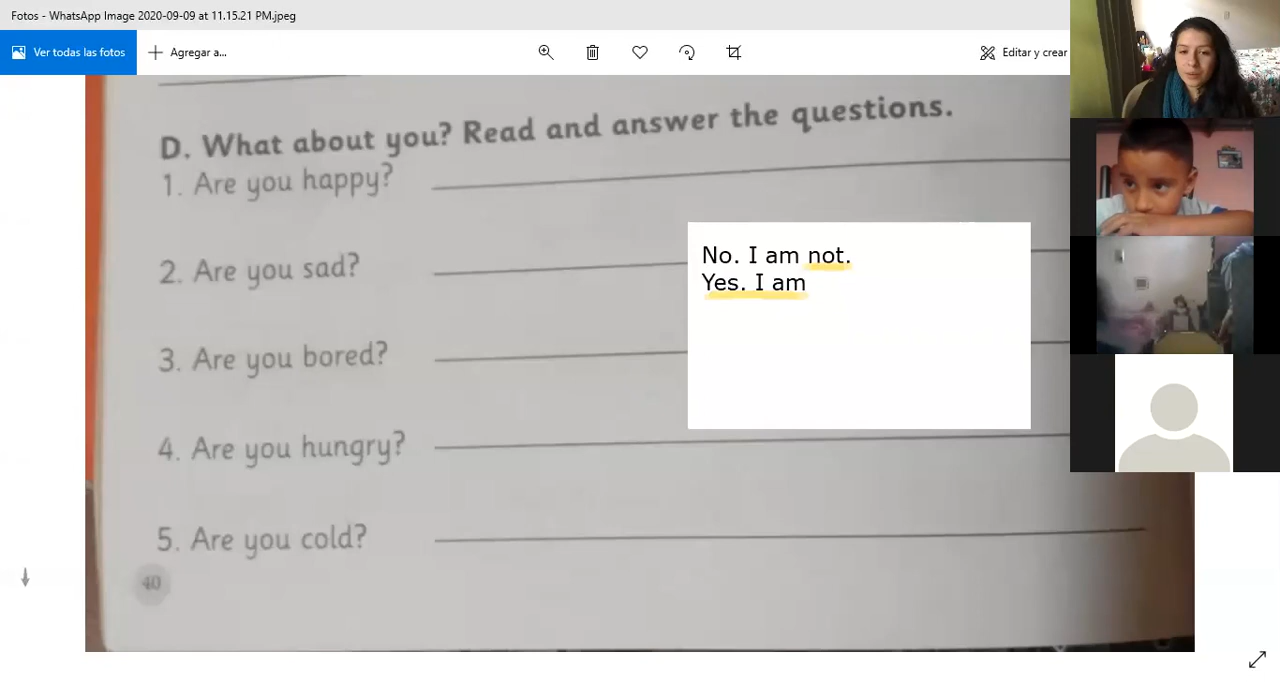 Fotos - WhatsApp Image 2020-09-09 at 11.15.21 PM.jpeg
Ver todas las fotos
Agregar a...
Editar y crear
D. What about you? Read and answer the questions.
1. Are you happy?
2. Are you sad?
No. I am not.
Yes. I am
3. Are you bored?
4. Are you hungry?
5. Are you cold?
40